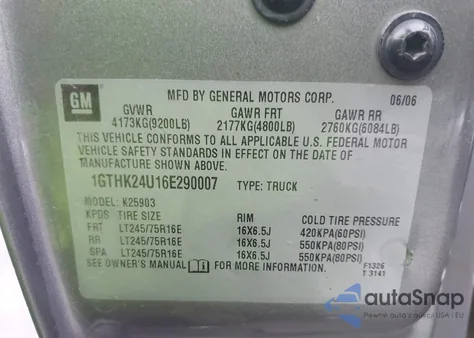 GM
MFD BY GENERAL MOTORS CORP. 06/06
GVWR GAWR FRT GAWR RR
4173KG(9200LB) 2177KG(4800LB) 2760KG(6084LB)
THIS VEHICLE CONFORMS TO ALL APPLICABLE U.S. FEDERAL MOTOR
VEHICLE SAFETY STANDARDS IN EFFECT ON THE DATE OF
MANUFACTURE SHOWN ABOVE.
1GTHK24U16E290007 TYPE: TRUCK
MODEL: K25903
KPDS TIRE SIZE RIM COLD TIRE PRESSURE
FRT LT245/75R16E 16X6.5J 420KPA(60PSI)
RR LT245/75R16E 16X6.5J 550KPA(80PSI)
SPA LT245/75R16E 16X6.5J 550KPA(80PSI)
SEE OWNER'S MANUAL FOR MORE INFORMATION.
F1326
T 3141
autoSnap
Pewne auta z USA i EU